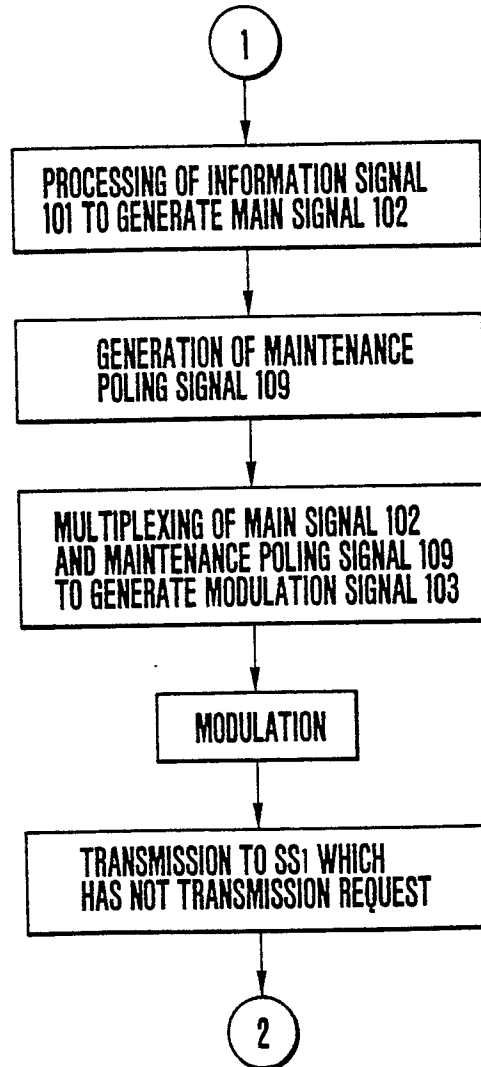 1
PROCESSING OF INFORMATION SIGNAL
101 TO GENERATE MAIN SIGNAL 102
GENERATION OF MAINTENANCE
POLING SIGNAL 109
MULTIPLEXING OF MAIN SIGNAL 102
AND MAINTENANCE POLING SIGNAL 109
TO GENERATE MODULATION SIGNAL 103
MODULATION
TRANSMISSION TO SS1 WHICH
HAS NOT TRANSMISSION REQUEST
2